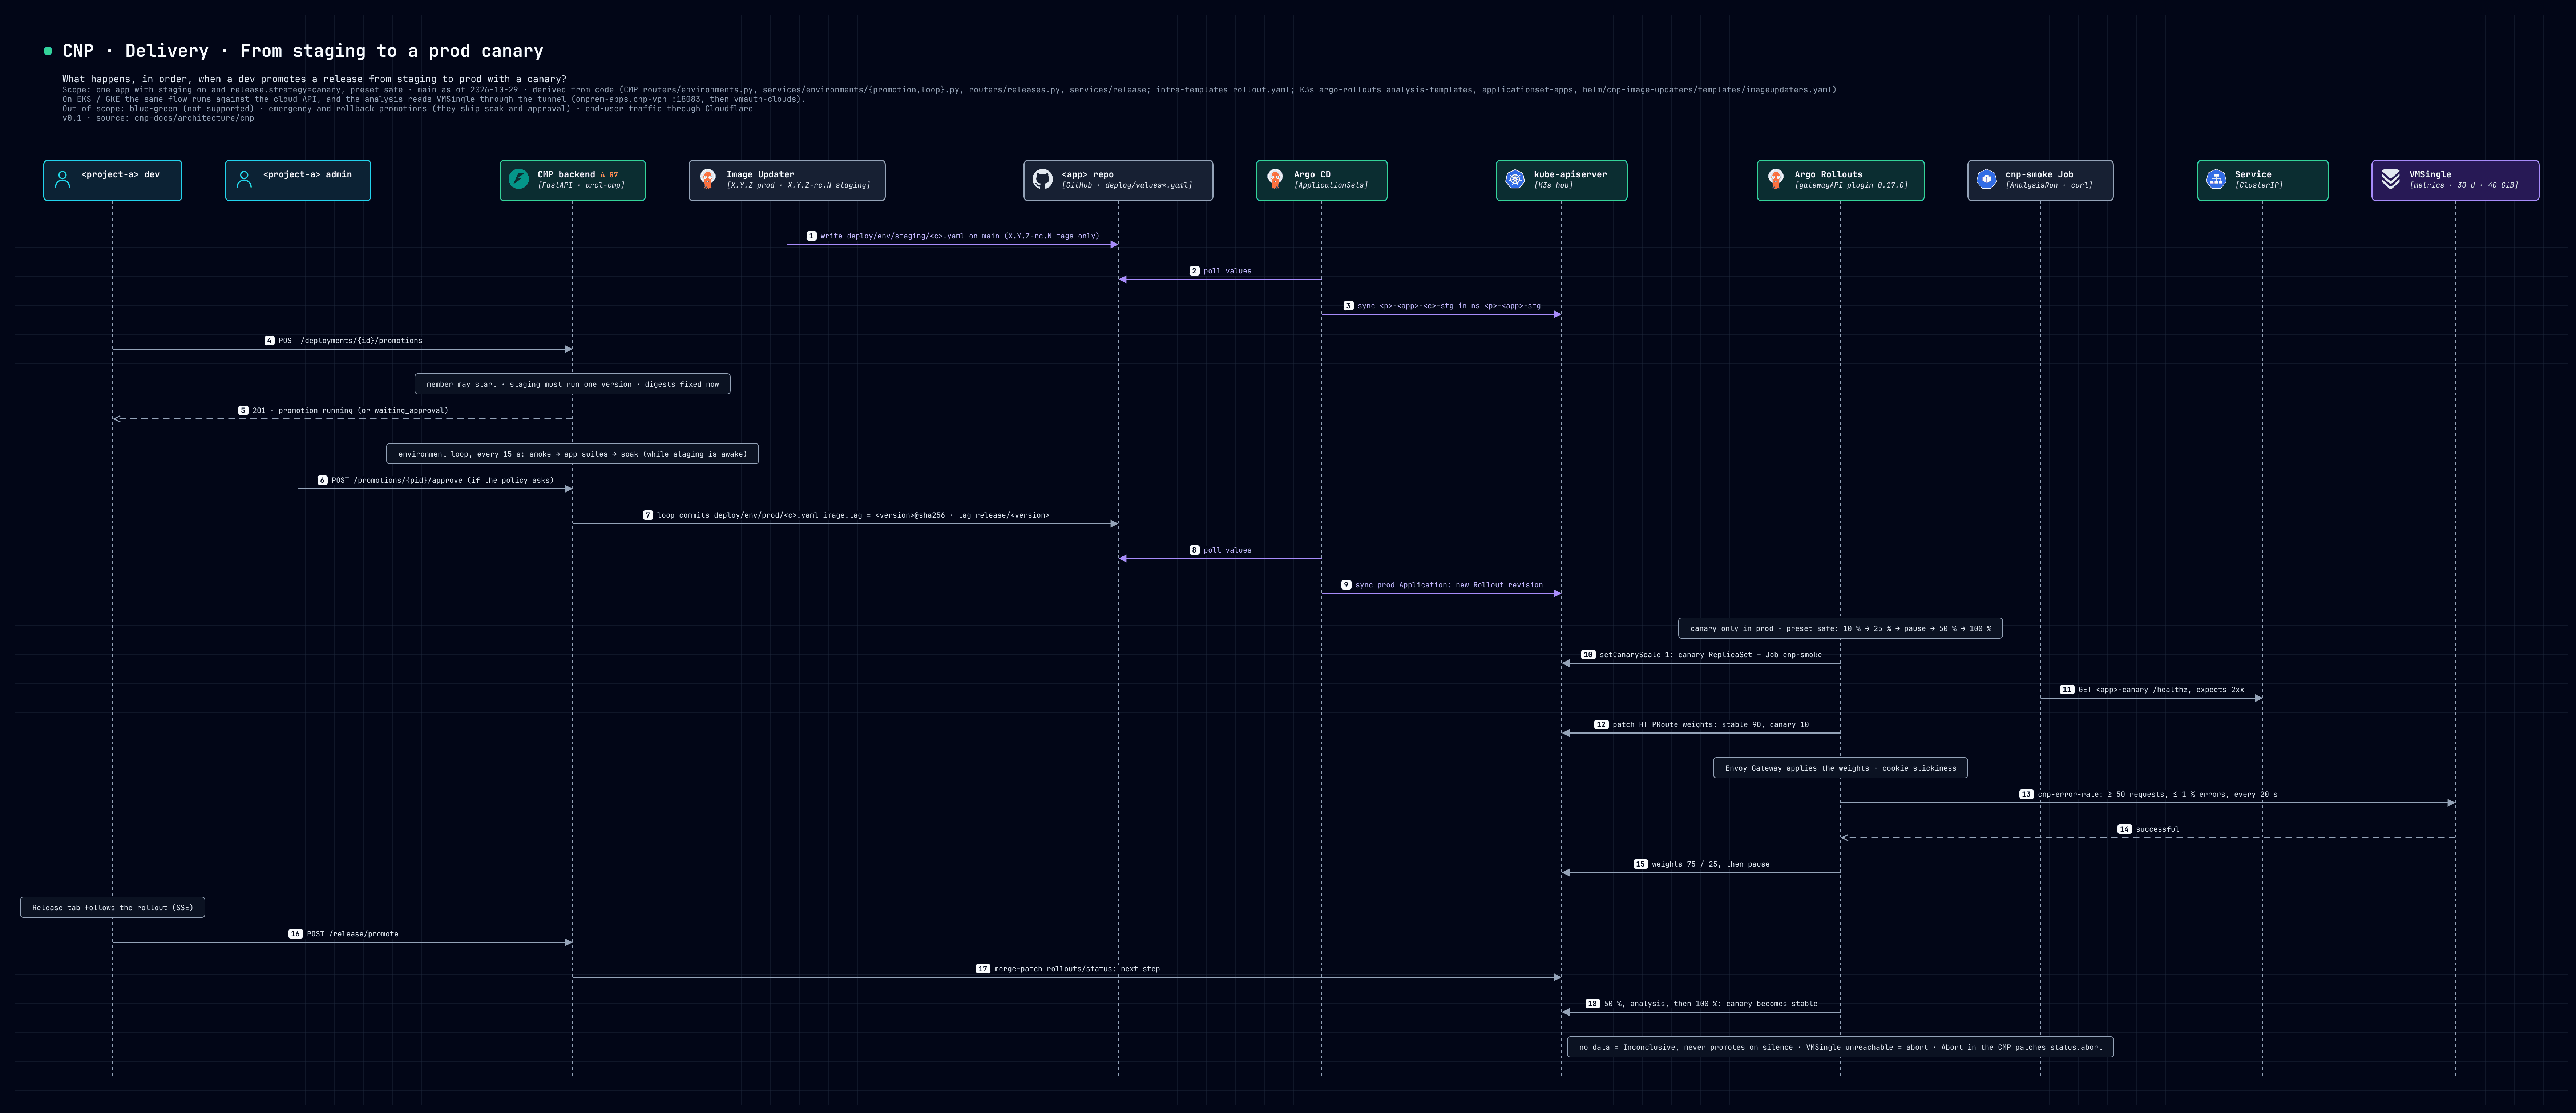 CNP · Delivery · From staging to a prod canary
What happens, in order, when a dev promotes a release from staging to prod with a canary?
Scope: one app with staging on and release.strategy=canary, preset safe · main as of 2026-10-29 · derived from code (CMP routers/environments.py, services/environments/{promotion,loop}.py, routers/releases.py, services/release; infra-templates rollout.yaml; K3s argo-rollouts analysis-templates, applicationset-apps, helm/cnp-image-updaters/templates/imageupdaters.yaml)
On EKS / GKE the same flow runs against the cloud API, and the analysis reads VMSingle through the tunnel (onprem-apps.cnp-vpn :18083, then vmauth-clouds).
Out of scope: blue-green (not supported) · emergency and rollback promotions (they skip soak and approval) · end-user traffic through Cloudflare
v0.1 · source: cnp-docs/architecture/cnp
<project-a> dev
<project-a> admin
CMP backend ▲ G7
[FastAPI · arcl-cmp]
Image Updater
[X.Y.Z prod · X.Y.Z-rc.N staging]
<app> repo
[GitHub · deploy/values*.yaml]
Argo CD
[ApplicationSets]
kube-apiserver
[K3s hub]
Argo Rollouts
[gatewayAPI plugin 0.17.0]
cnp-smoke Job
[AnalysisRun · curl]
Service
[ClusterIP]
VMSingle
[metrics · 30 d · 40 GiB]
1 write deploy/env/staging/<c>.yaml on main (X.Y.Z-rc.N tags only)
2 poll values
3 sync <p>-<app>-<c>-stg in ns <p>-<app>-stg
4 POST /deployments/{id}/promotions
member may start · staging must run one version · digests fixed now
5 201 · promotion running (or waiting_approval)
environment loop, every 15 s: smoke → app suites → soak (while staging is awake)
6 POST /promotions/{pid}/approve (if the policy asks)
7 loop commits deploy/env/prod/<c>.yaml image.tag = <version>@sha256 · tag release/<version>
8 poll values
9 sync prod Application: new Rollout revision
canary only in prod · preset safe: 10 % → 25 % → pause → 50 % → 100 %
10 setCanaryScale 1: canary ReplicaSet + Job cnp-smoke
11 GET <app>-canary /healthz, expects 2xx
12 patch HTTPRoute weights: stable 90, canary 10
Envoy Gateway applies the weights · cookie stickiness
13 cnp-error-rate: ≥ 50 requests, ≤ 1 % errors, every 20 s
14 successful
15 weights 75 / 25, then pause
Release tab follows the rollout (SSE)
16 POST /release/promote
17 merge-patch rollouts/status: next step
18 50 %, analysis, then 100 %: canary becomes stable
no data = Inconclusive, never promotes on silence · VMSingle unreachable = abort · Abort in the CMP patches status.abort